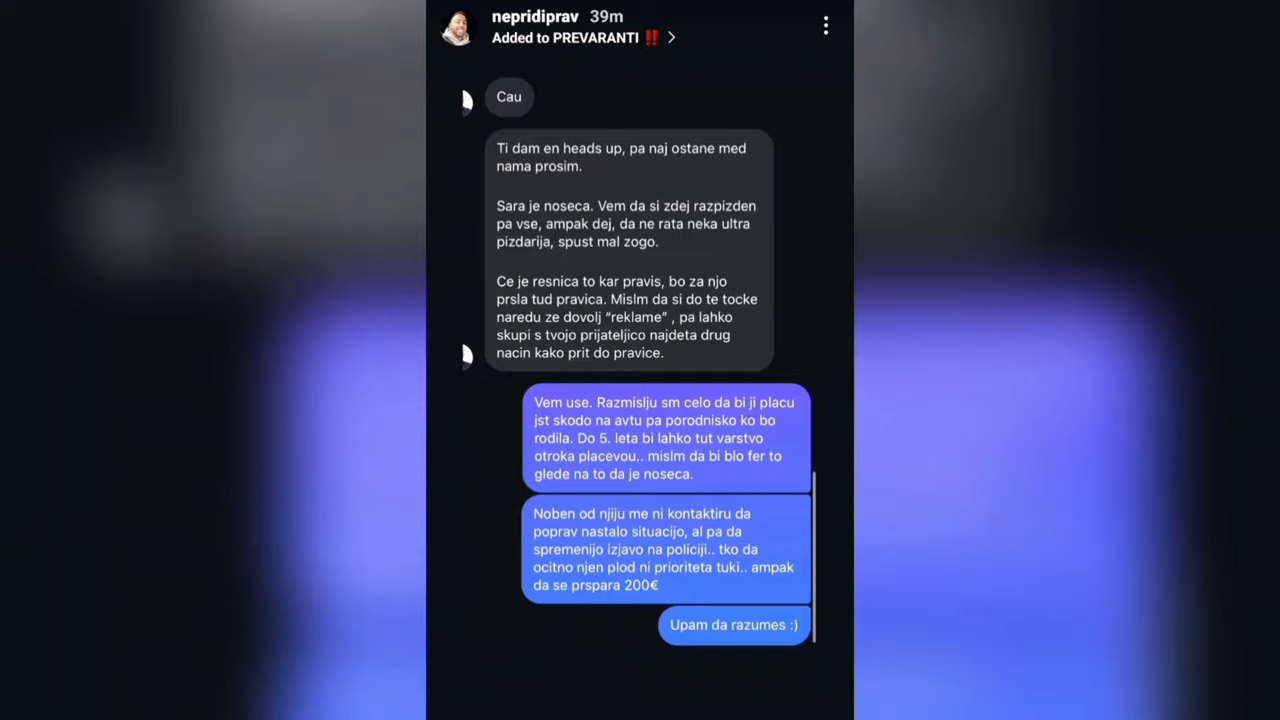 nepridiprav 39m
Added to PREVARANTI ‼️ >
Cau
Ti dam en heads up, pa naj ostane med
nama prosim.
Sara je noseca. Vem da si zdej razpizden
pa vse, ampak dej, da ne rata neka ultra
pizdarija, spust mal zogo.
Ce je resnica to kar pravis, bo za njo
prsla tud pravica. Mislm da si do te tocke
naredu ze dovolj “reklame” , pa lahko
skupi s tvojo prijateljico najdeta drug
nacin kako prit do pravice.
Vem use. Razmislju sm celo da bi ji placu
jst skodo na avtu pa porodnisko ko bo
rodila. Do 5. leta bi lahko tut varstvo
otroka placevou.. mislm da bi blo fer to
glede na to da je noseca.
Noben od njiju me ni kontaktiru da
poprav nastalo situacijo, al pa da
spremenijo izjavo na policiji.. tko da
ocitno njen plod ni prioriteta tuki.. ampak
da se prspara 200€
Upam da razumes :)